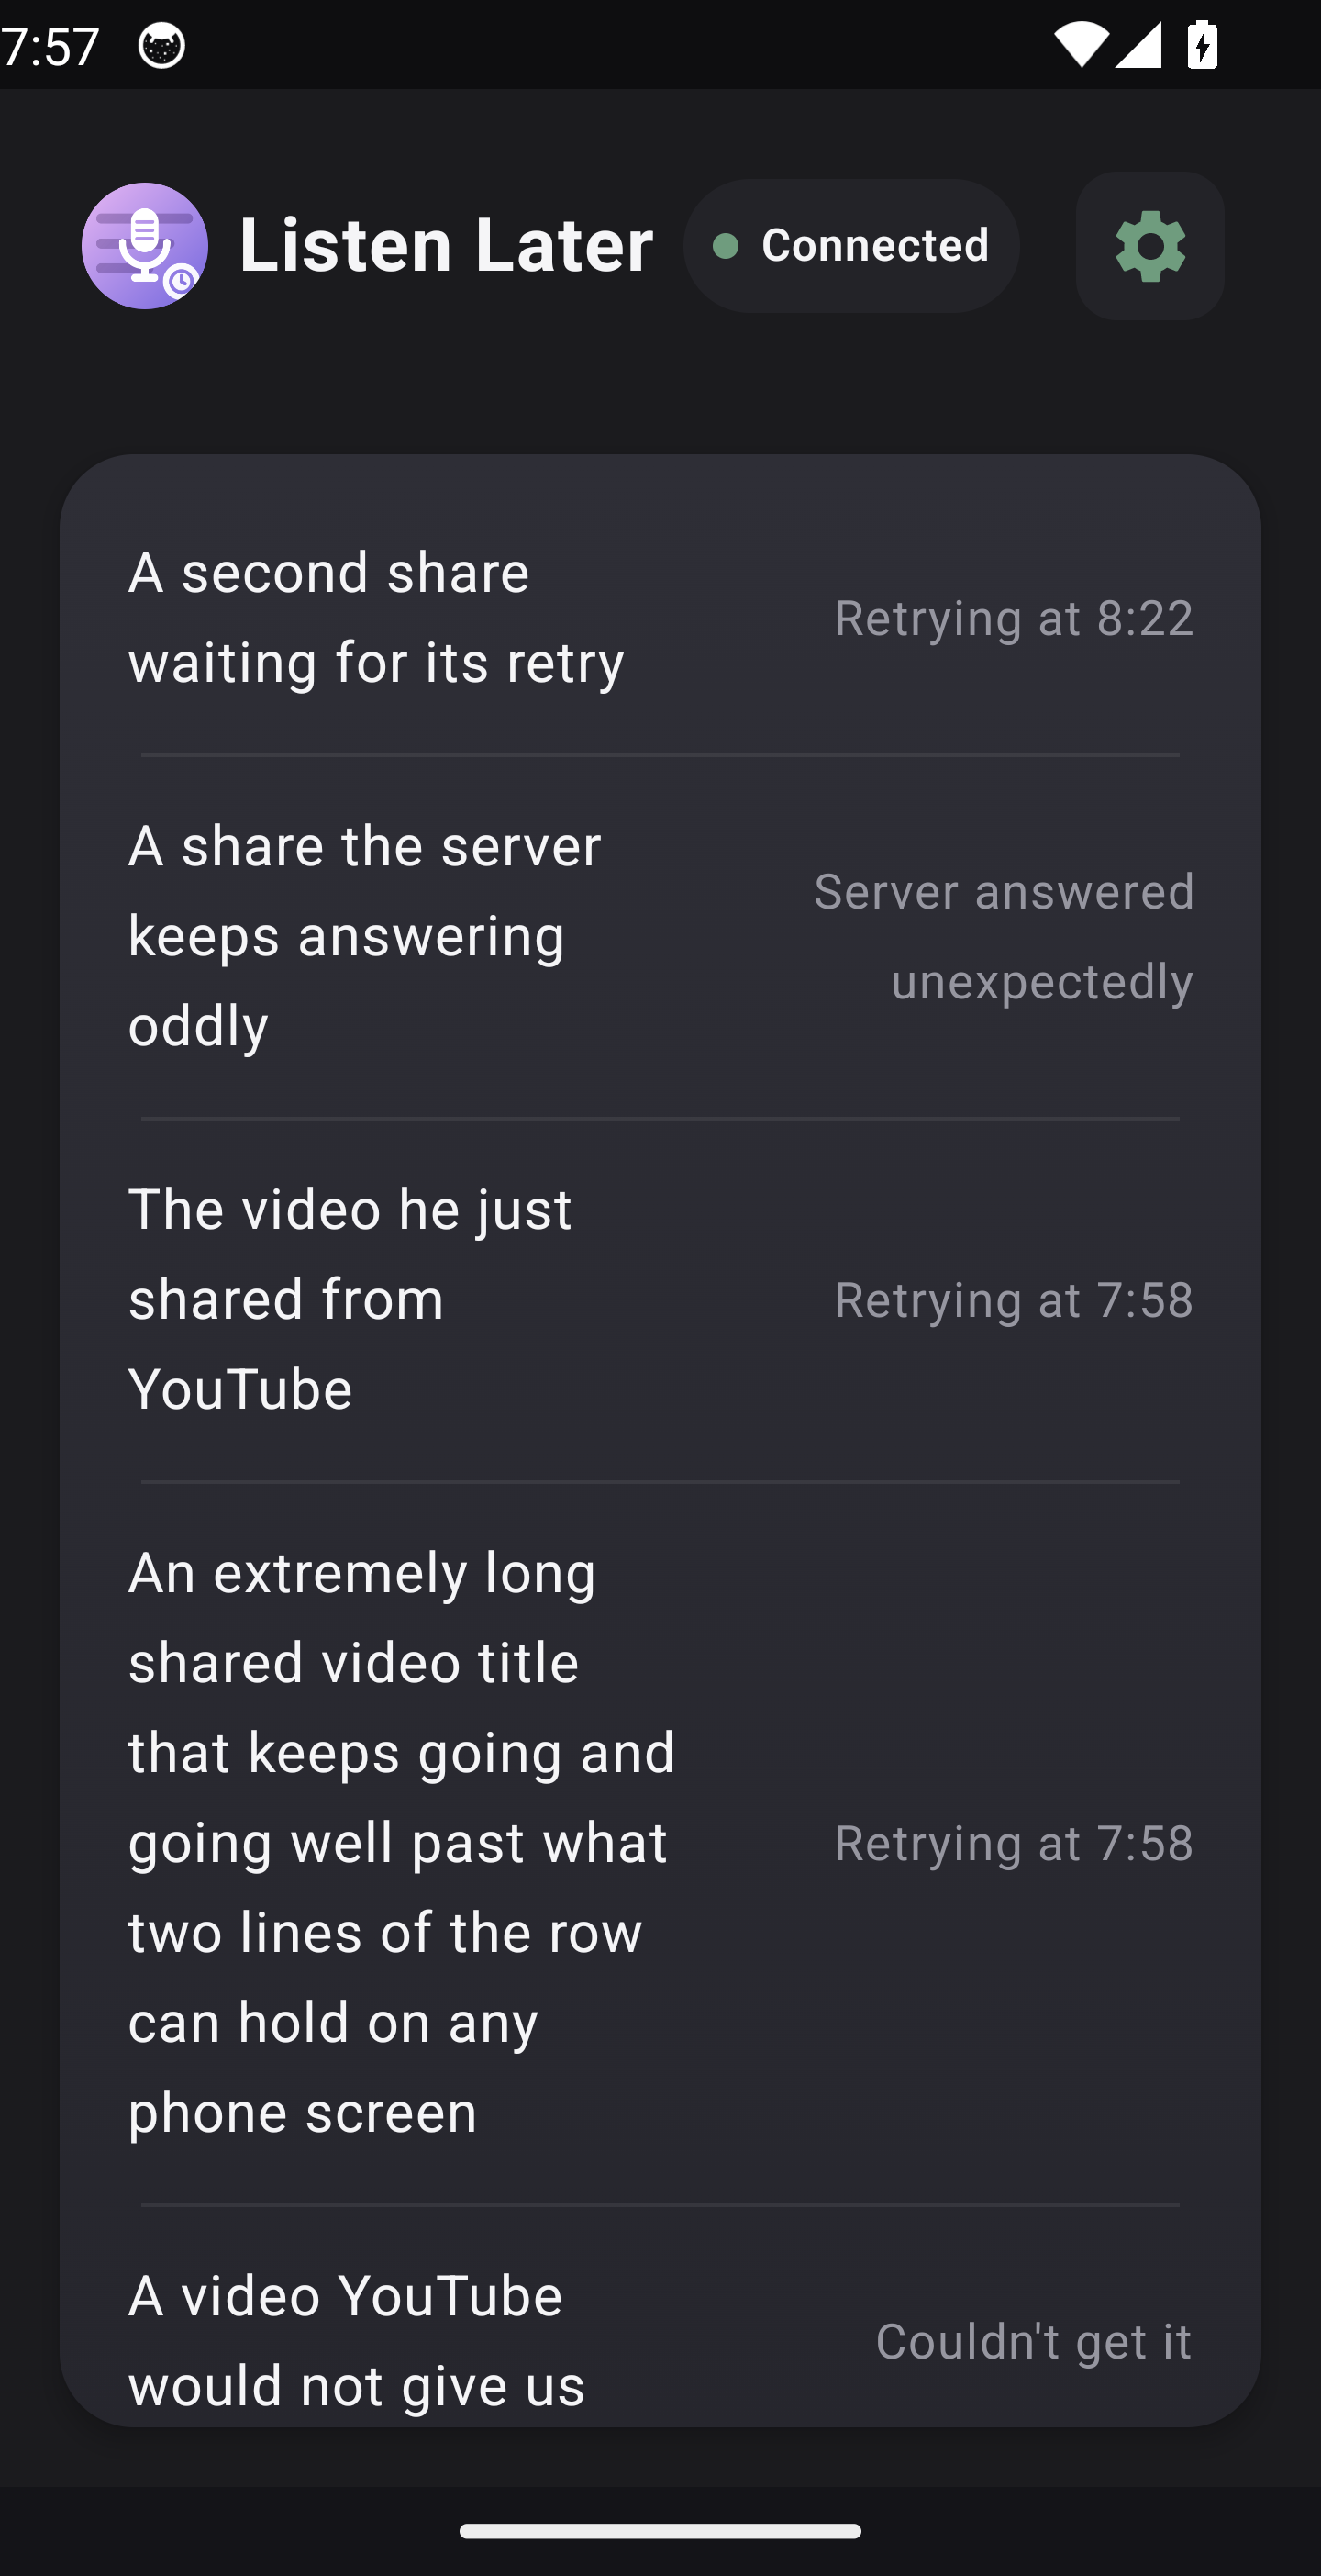 7:57
Listen Later
Connected
A second share
waiting for its retry
Retrying at 8:22
A share the server
keeps answering
oddly
Server answered
unexpectedly
The video he just
shared from
YouTube
Retrying at 7:58
An extremely long
shared video title
that keeps going and
going well past what
two lines of the row
can hold on any
phone screen
Retrying at 7:58
A video YouTube
would not give us
Couldn't get it